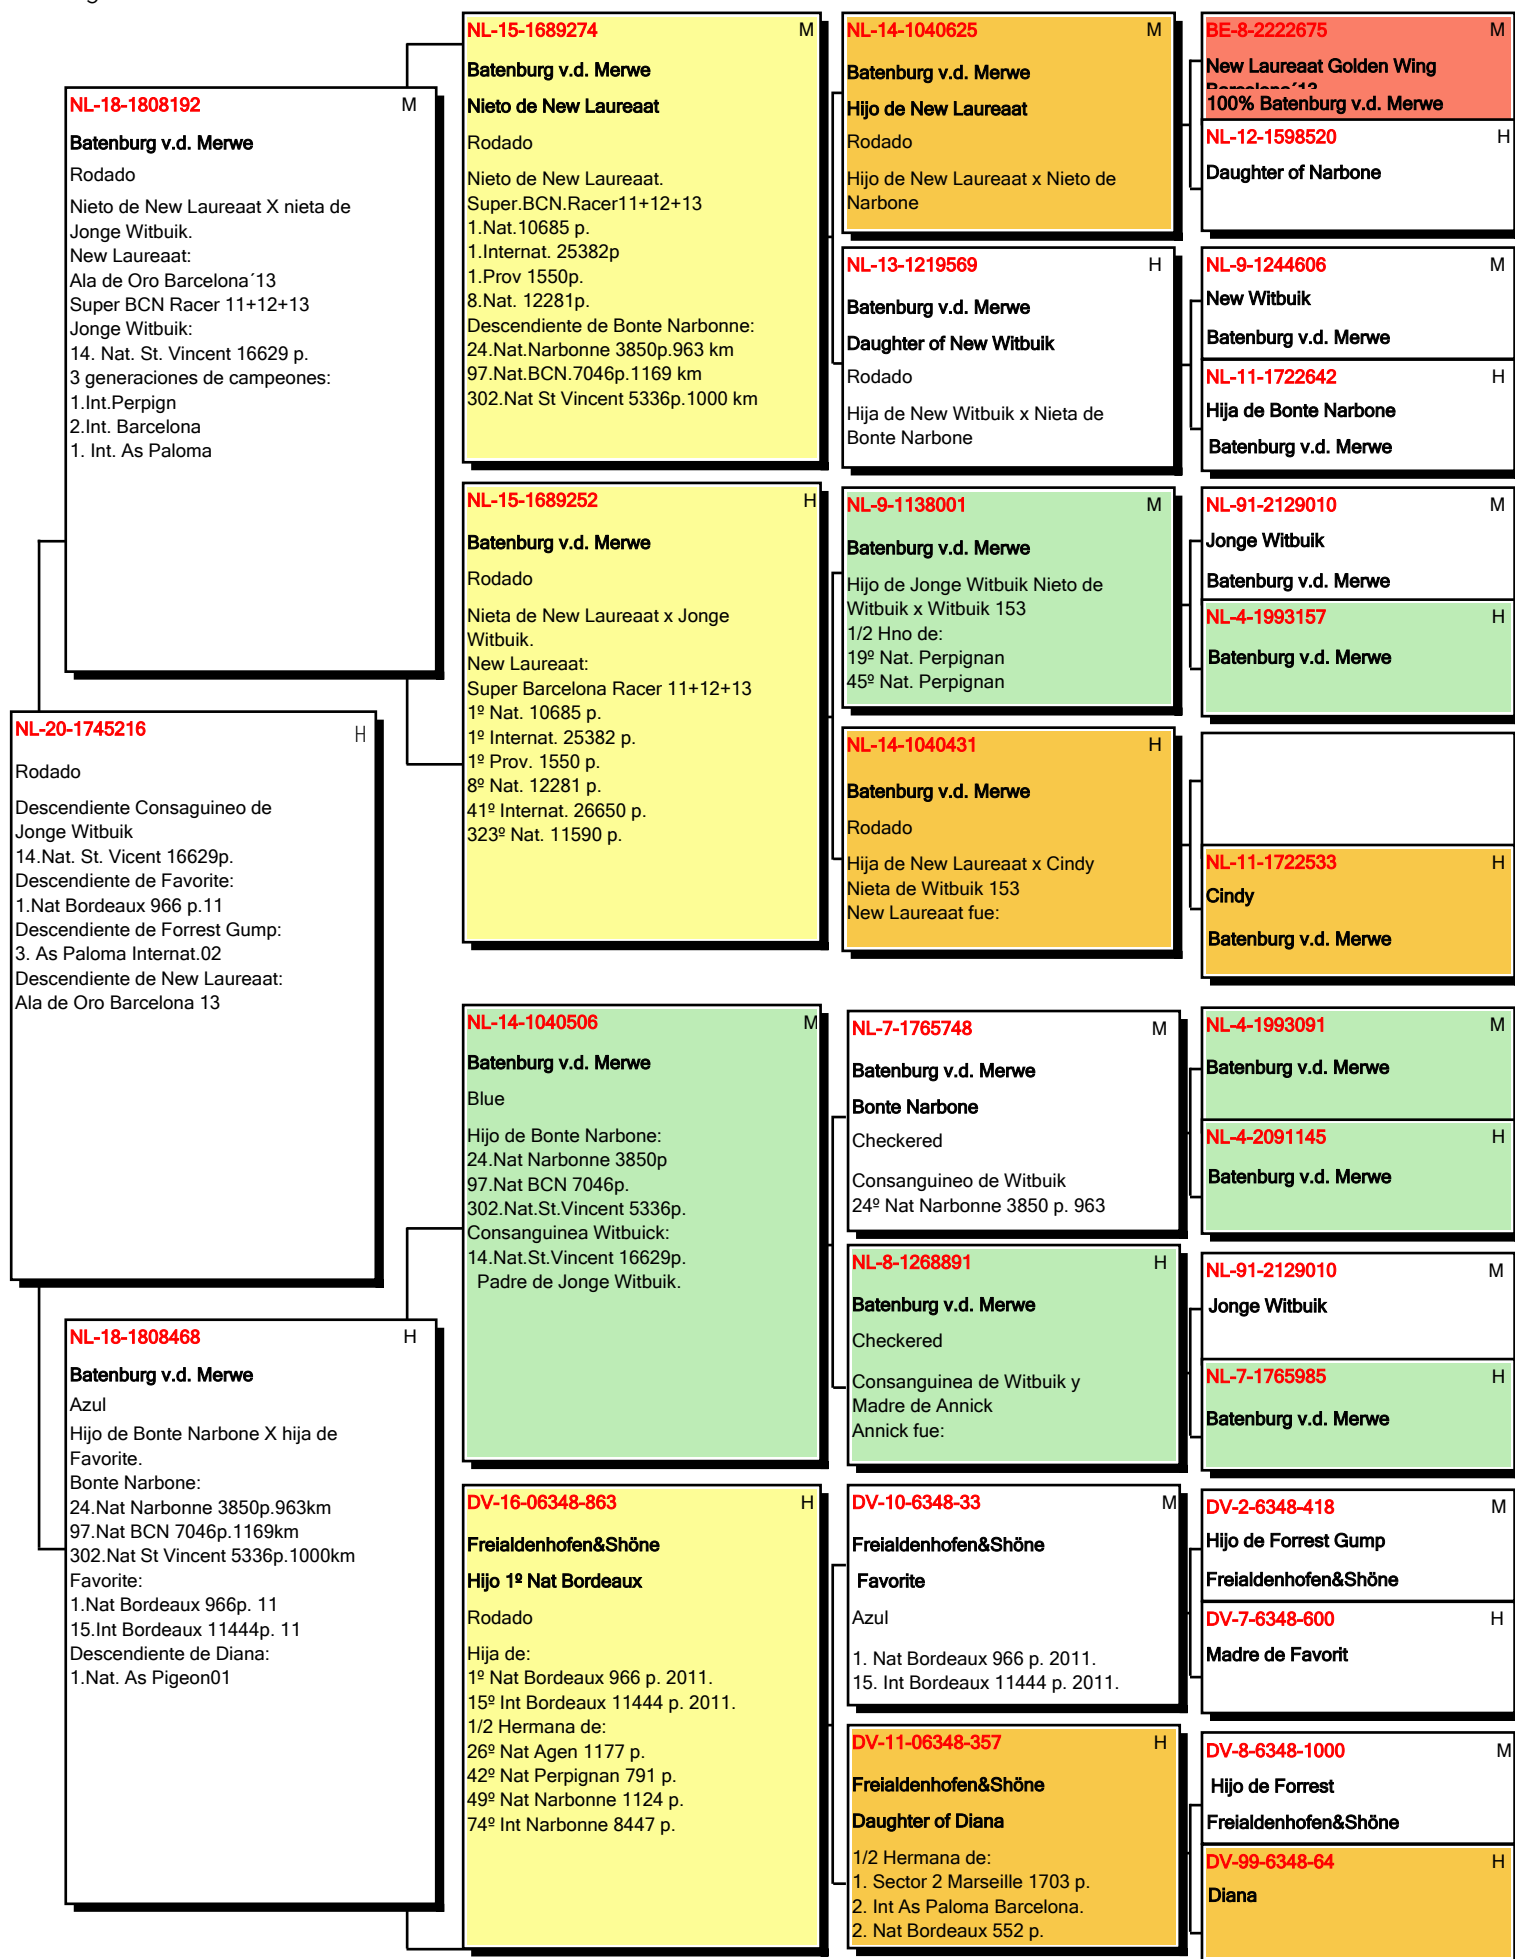 NL-20-1745216 H
Rodado
Descendiente Consaguineo de
Jonge Witbuik
14.Nat. St. Vicent 16629p.
Descendiente de Favorite:
1.Nat Bordeaux 966 p.11
Descendiente de Forrest Gump:
3. As Paloma Internat.02
Descendiente de New Laureaat:
Ala de Oro Barcelona 13
NL-18-1808192 M
Batenburg v.d. Merwe
Rodado
Nieto de New Laureaat X nieta de
Jonge Witbuik.
New Laureaat:
Ala de Oro Barcelona´13
Super BCN Racer 11+12+13
Jonge Witbuik:
14. Nat. St. Vincent 16629 p.
3 generaciones de campeones:
1.Int.Perpign
2.Int. Barcelona
1. Int. As Paloma
NL-18-1808468 H
Batenburg v.d. Merwe
Azul
Hijo de Bonte Narbone X hija de
Favorite.
Bonte Narbone:
24.Nat Narbonne 3850p.963km
97.Nat BCN 7046p.1169km
302.Nat St Vincent 5336p.1000km
Favorite:
1.Nat Bordeaux 966p. 11
15.Int Bordeaux 11444p. 11
Descendiente de Diana:
1.Nat. As Pigeon01
NL-15-1689274 M
Batenburg v.d. Merwe
Nieto de New Laureaat
Rodado
Nieto de New Laureaat.
Super.BCN.Racer11+12+13
1.Nat.10685 p.
1.Internat. 25382p
1.Prov 1550p.
8.Nat. 12281p.
Descendiente de Bonte Narbonne:
24.Nat.Narbonne 3850p.963 km
97.Nat.BCN.7046p.1169 km
302.Nat St Vincent 5336p.1000 km
NL-15-1689252 H
Batenburg v.d. Merwe
Rodado
Nieta de New Laureaat x Jonge
Witbuik.
New Laureaat:
Super Barcelona Racer 11+12+13
1º Nat. 10685 p.
1º Internat. 25382 p.
1º Prov. 1550 p.
8º Nat. 12281 p.
41º Internat. 26650 p.
323º Nat. 11590 p.
NL-14-1040506 M
Batenburg v.d. Merwe
Blue
Hijo de Bonte Narbone:
24.Nat Narbonne 3850p
97.Nat BCN 7046p.
302.Nat.St.Vincent 5336p.
Consanguinea Witbuick:
14.Nat.St.Vincent 16629p.
Padre de Jonge Witbuik.
DV-16-06348-863 H
Freialdenhofen&Shöne
Hijo 1º Nat Bordeaux
Rodado
Hija de:
1º Nat Bordeaux 966 p. 2011.
15º Int Bordeaux 11444 p. 2011.
1/2 Hermana de:
26º Nat Agen 1177 p.
42º Nat Perpignan 791 p.
49º Nat Narbonne 1124 p.
74º Int Narbonne 8447 p.
NL-14-1040625 M
Batenburg v.d. Merwe
Hijo de New Laureaat
Rodado
Hijo de New Laureaat x Nieto de
Narbone
NL-13-1219569 H
Batenburg v.d. Merwe
Daughter of New Witbuik
Rodado
Hija de New Witbuik x Nieta de
Bonte Narbone
NL-9-1138001 M
Batenburg v.d. Merwe
Hijo de Jonge Witbuik Nieto de
Witbuik x Witbuik 153
1/2 Hno de:
19º Nat. Perpignan
45º Nat. Perpignan
NL-14-1040431 H
Batenburg v.d. Merwe
Rodado
Hija de New Laureaat x Cindy
Nieta de Witbuik 153
New Laureaat fue:
NL-7-1765748 M
Batenburg v.d. Merwe
Bonte Narbone
Checkered
Consanguineo de Witbuik
24º Nat Narbonne 3850 p. 963
NL-8-1268891 H
Batenburg v.d. Merwe
Checkered
Consanguinea de Witbuik y
Madre de Annick
Annick fue:
DV-10-6348-33 M
Freialdenhofen&Shöne
Favorite
Azul
1. Nat Bordeaux 966 p. 2011.
15. Int Bordeaux 11444 p. 2011.
DV-11-06348-357 H
Freialdenhofen&Shöne
Daughter of Diana
1/2 Hermana de:
1. Sector 2 Marseille 1703 p.
2. Int As Paloma Barcelona.
2. Nat Bordeaux 552 p.
BE-8-2222675 M
New Laureaat Golden Wing
Barcelona´13
100% Batenburg v.d. Merwe
NL-12-1598520 H
Daughter of Narbone
NL-9-1244606 M
New Witbuik
Batenburg v.d. Merwe
NL-11-1722642 H
Hija de Bonte Narbone
Batenburg v.d. Merwe
NL-91-2129010 M
Jonge Witbuik
Batenburg v.d. Merwe
NL-4-1993157 H
Batenburg v.d. Merwe
NL-11-1722533 H
Cindy
Batenburg v.d. Merwe
NL-4-1993091 M
Batenburg v.d. Merwe
NL-4-2091145 H
Batenburg v.d. Merwe
NL-91-2129010 M
Jonge Witbuik
NL-7-1765985 H
Batenburg v.d. Merwe
DV-2-6348-418 M
Hijo de Forrest Gump
Freialdenhofen&Shöne
DV-7-6348-600 H
Madre de Favorit
DV-8-6348-1000 M
Hijo de Forrest
Freialdenhofen&Shöne
DV-99-6348-64 H
Diana